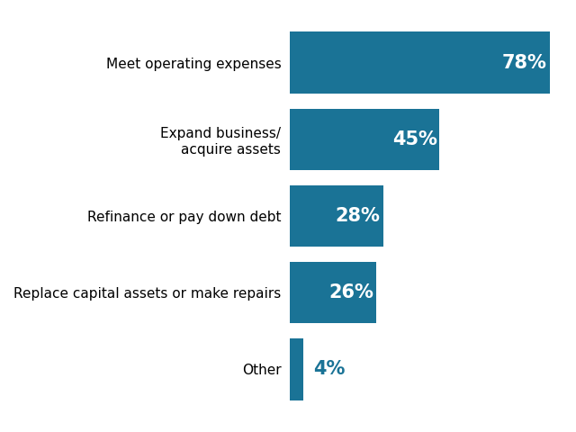 Meet operating expenses 78%
Expand business/
acquire assets 45%
Refinance or pay down debt 28%
Replace capital assets or make repairs 26%
Other 4%